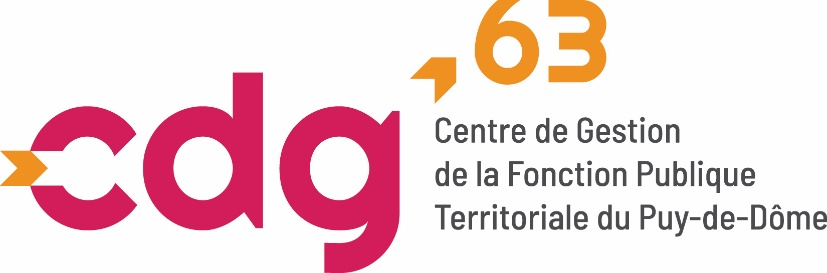 cdg 63
Centre de Gestion
de la Fonction Publique
Territoriale du Puy-de-Dôme